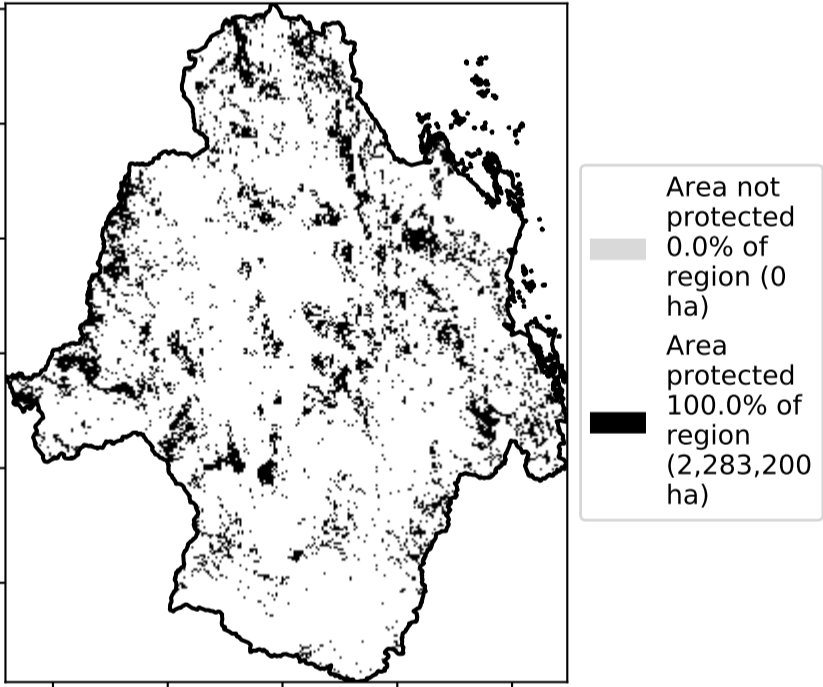 Area not
protected
0.0% of
region (0
ha)
Area
protected
100.0% of
region
(2,283,200
ha)